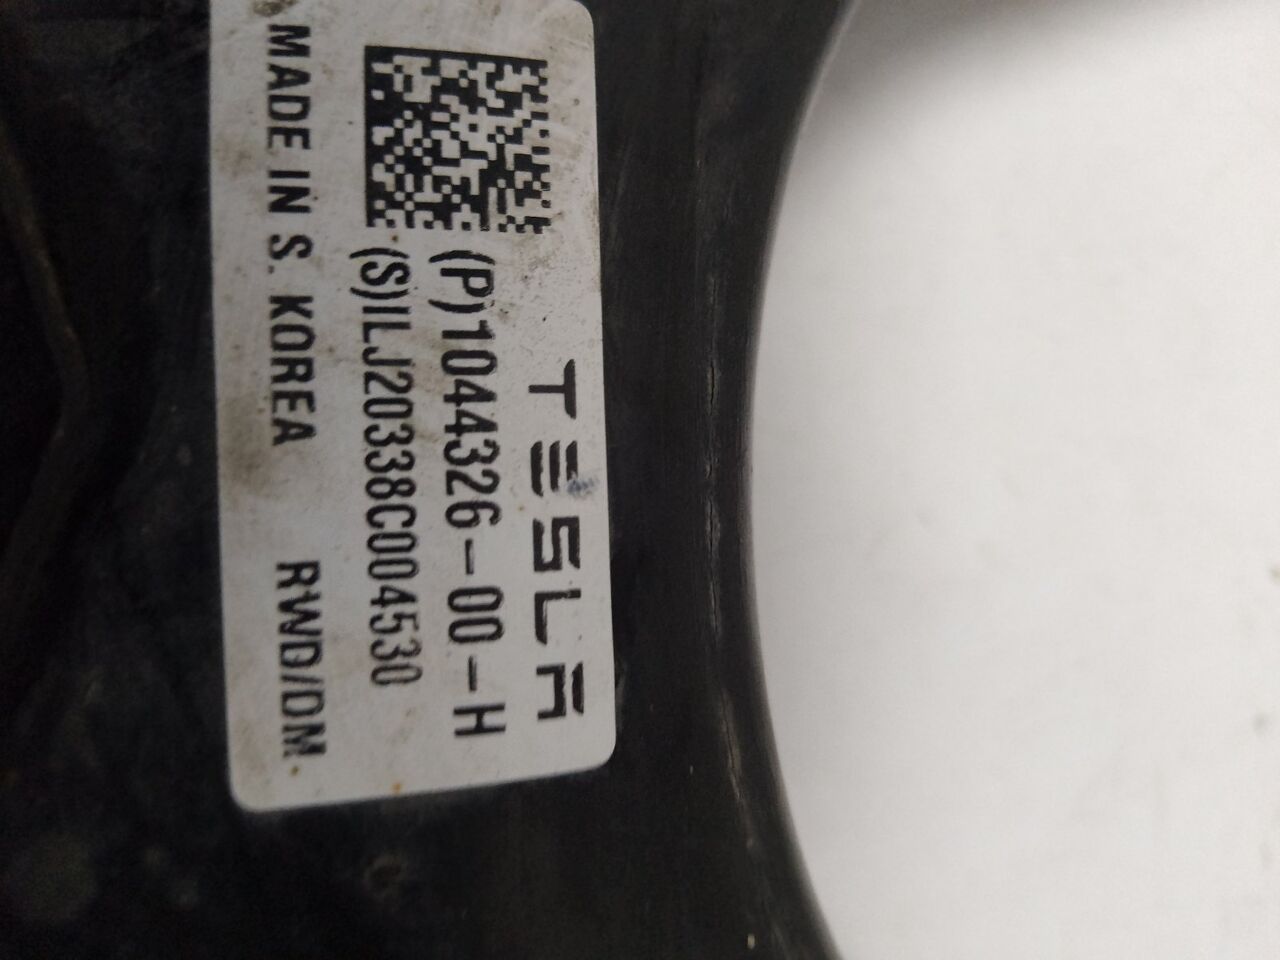 TESLA
(P)1044326-00-H
(S)ILJ20338C004530
MADE IN S. KOREA RWD/DM